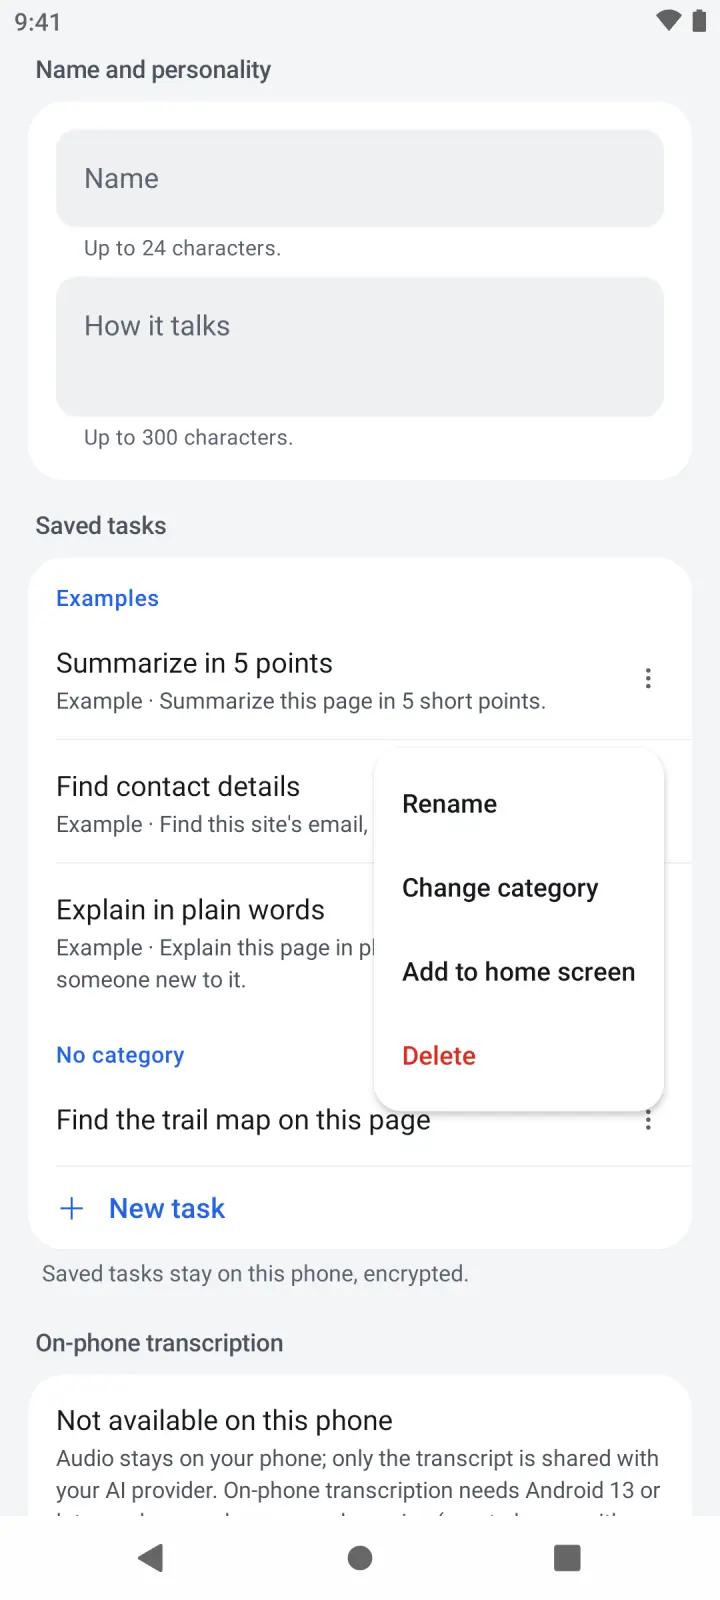 9:41
Name and personality
Name
Up to 24 characters.
How it talks
Up to 300 characters.
Saved tasks
Examples
Summarize in 5 points
Example · Summarize this page in 5 short points.
Find contact details
Example · Find this site's email,
Explain in plain words
Example · Explain this page in
someone new to it.
Rename
Change category
Add to home screen
Delete
No category
Find the trail map on this page
New task
Saved tasks stay on this phone, encrypted.
On-phone transcription
Not available on this phone
Audio stays on your phone; only the transcript is shared with
your AI provider. On-phone transcription needs Android 13 or